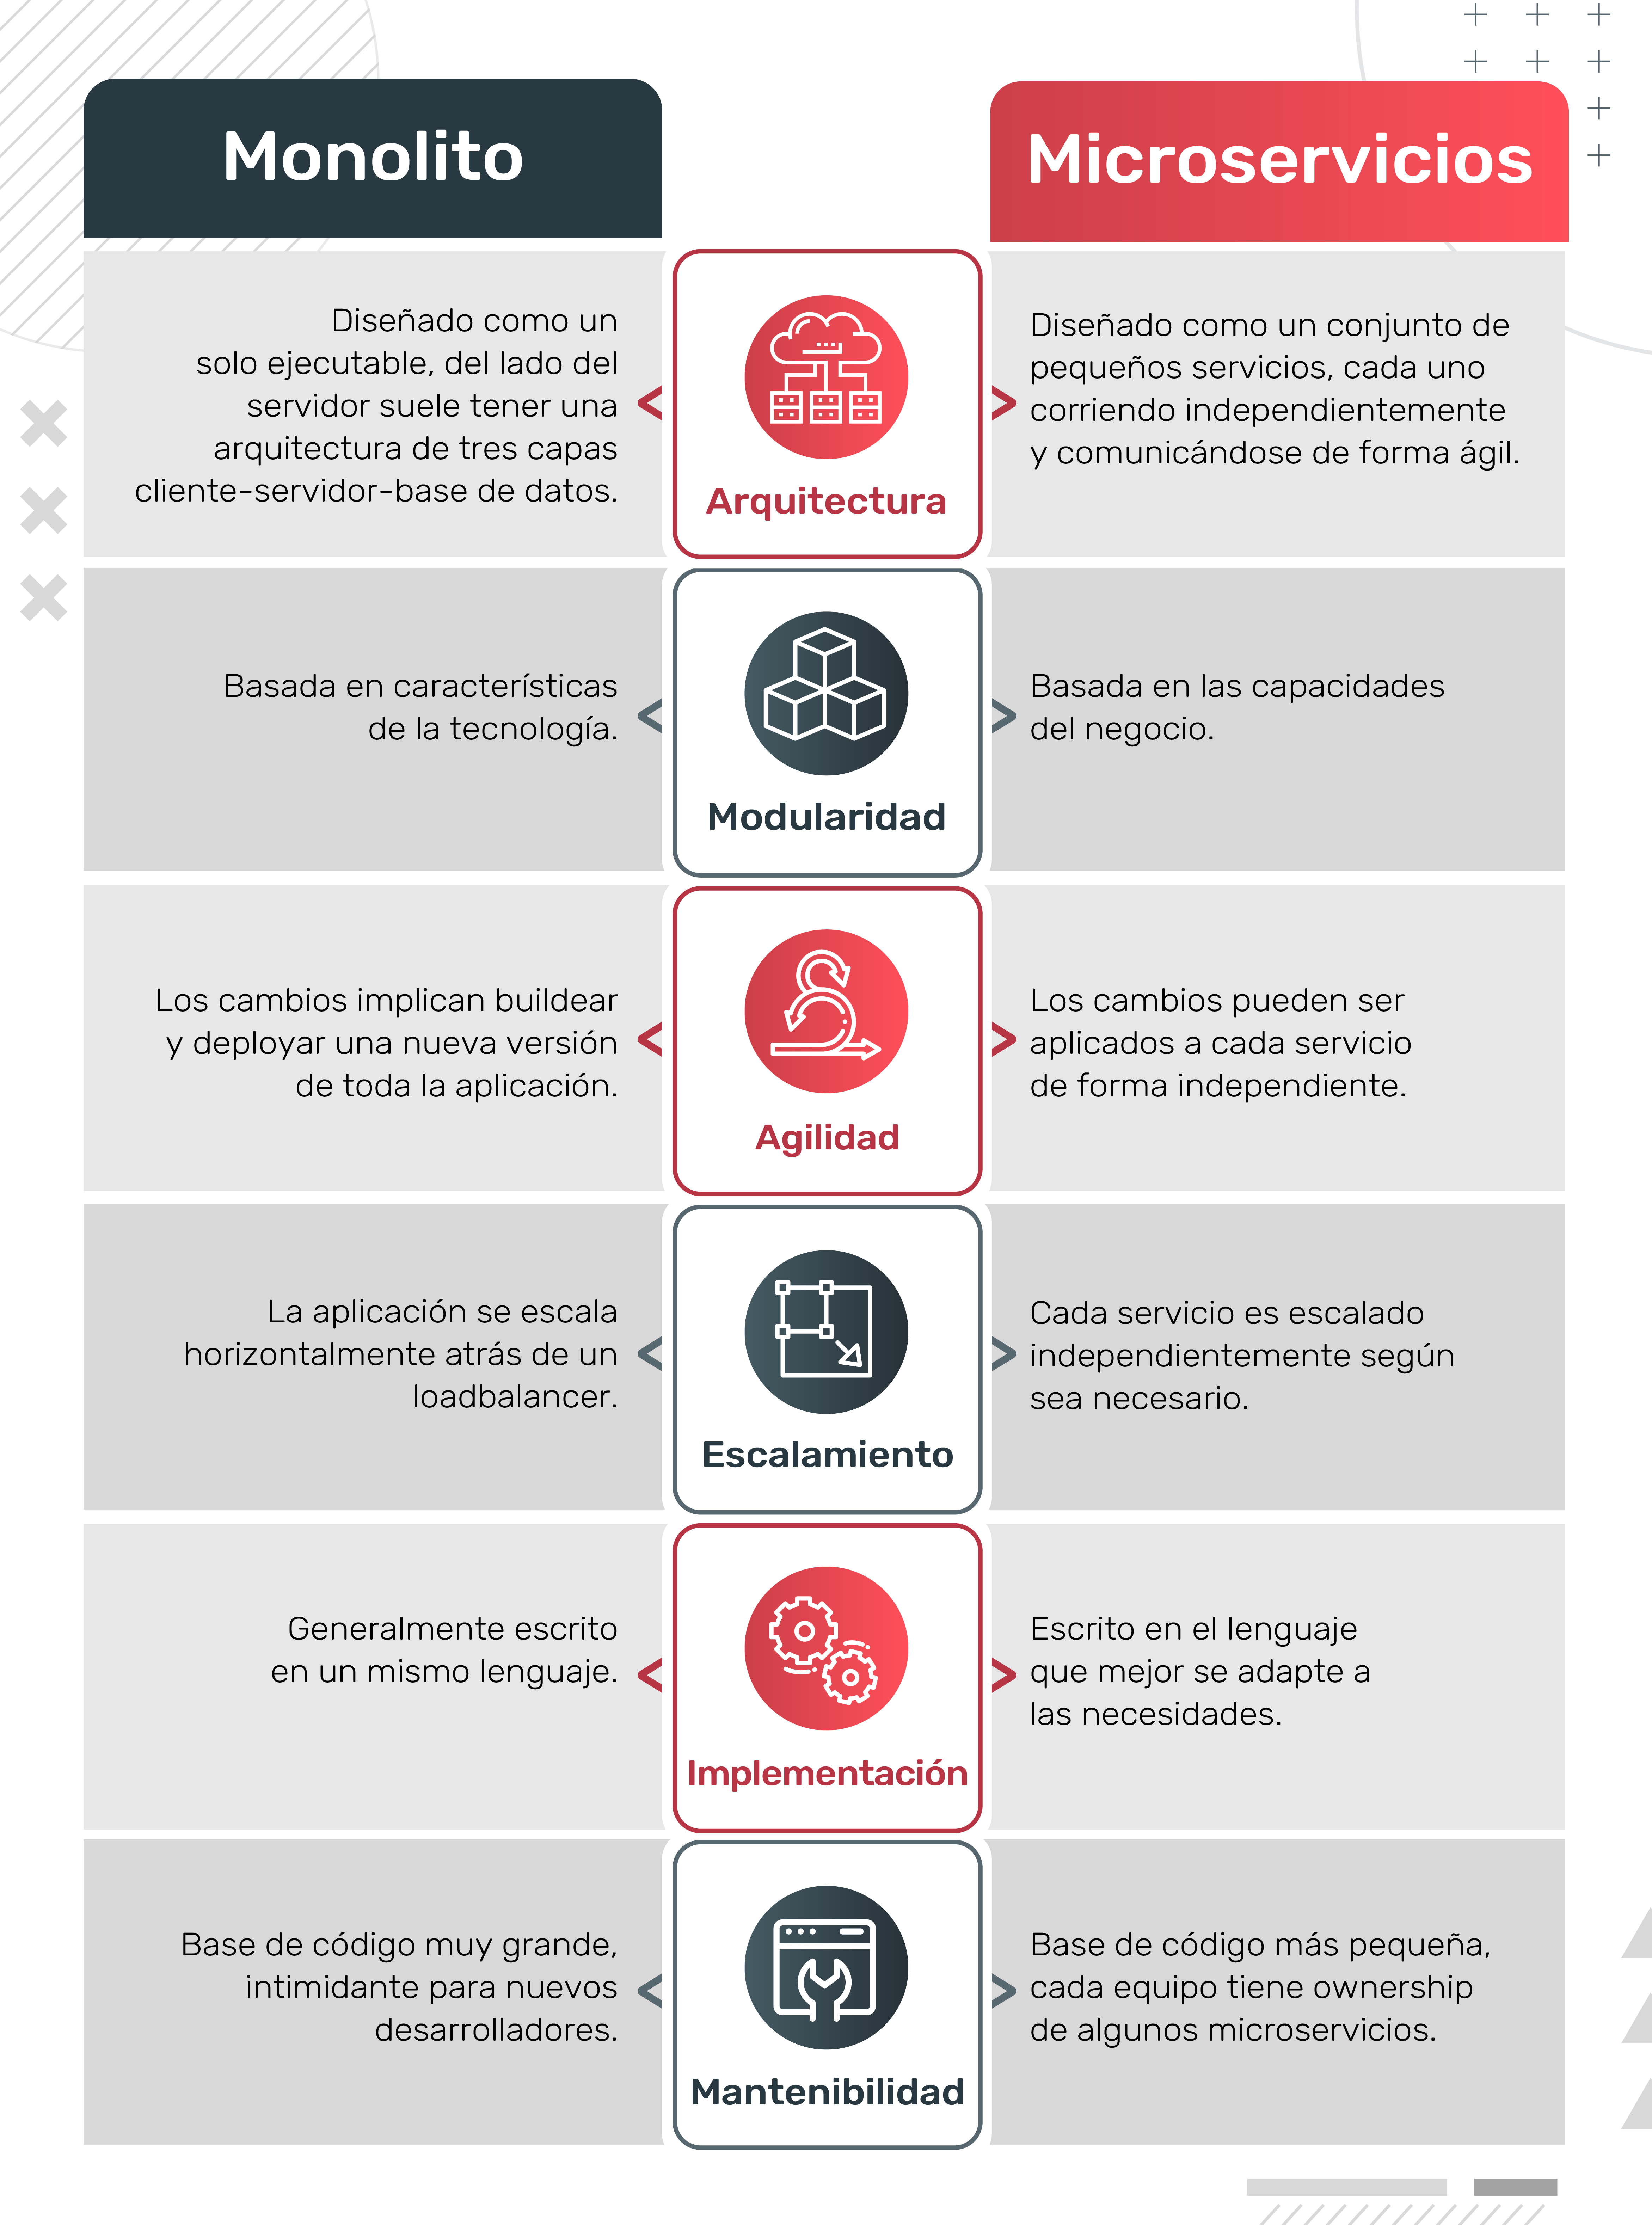 Monolito
Microservicios
Diseñado como un
solo ejecutable, del lado del
servidor suele tener una
arquitectura de tres capas
cliente-servidor-base de datos.
Arquitectura
Diseñado como un conjunto de
pequeños servicios, cada uno
corriendo independientemente
y comunicándose de forma ágil.
Basada en características
de la tecnología.
Modularidad
Basada en las capacidades
del negocio.
Los cambios implican buildear
y deployar una nueva versión
de toda la aplicación.
Agilidad
Los cambios pueden ser
aplicados a cada servicio
de forma independiente.
La aplicación se escala
horizontalmente atrás de un
loadbalancer.
Escalamiento
Cada servicio es escalado
independientemente según
sea necesario.
Generalmente escrito
en un mismo lenguaje.
Implementación
Escrito en el lenguaje
que mejor se adapte a
las necesidades.
Base de código muy grande,
intimidante para nuevos
desarrolladores.
Mantenibilidad
Base de código más pequeña,
cada equipo tiene ownership
de algunos microservicios.